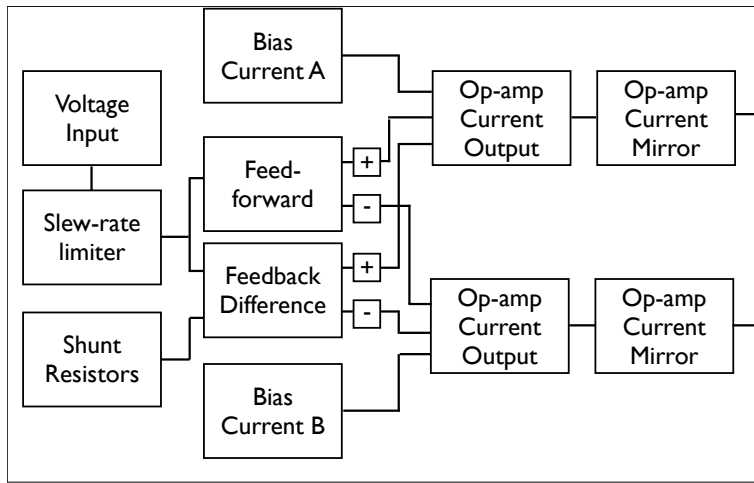 Bias
Current A
Voltage
Input
Op-amp
Current
Output
Op-amp
Current
Mirror
Feed-
forward
+
-
Slew-rate
limiter
Feedback
Difference
+
-
Op-amp
Current
Output
Op-amp
Current
Mirror
Shunt
Resistors
Bias
Current B